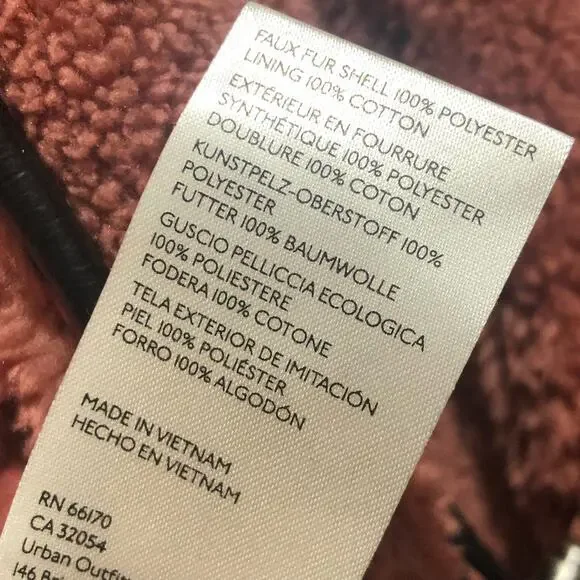 FAUX FUR SHELL 100% POLYESTER
LINING 100% COTTON
EXTÉRIEUR EN FOURRURE
SYNTHÉTIQUE 100% POLYESTER
DOUBLURE 100% COTON
KUNSTPELZ-OBERSTOFF 100%
POLYESTER
FUTTER 100% BAUMWOLLE
GUSCIO PELLICCIA ECOLOGICA
100% POLIESTERE
FODERA 100% COTONE
TELA EXTERIOR DE IMITACIÓN
PIEL 100% POLIÉSTER
FORRO 100% ALGODÓN
MADE IN VIETNAM
HECHO EN VIETNAM
RN 66170
CA 32054
Urban Outfi
146